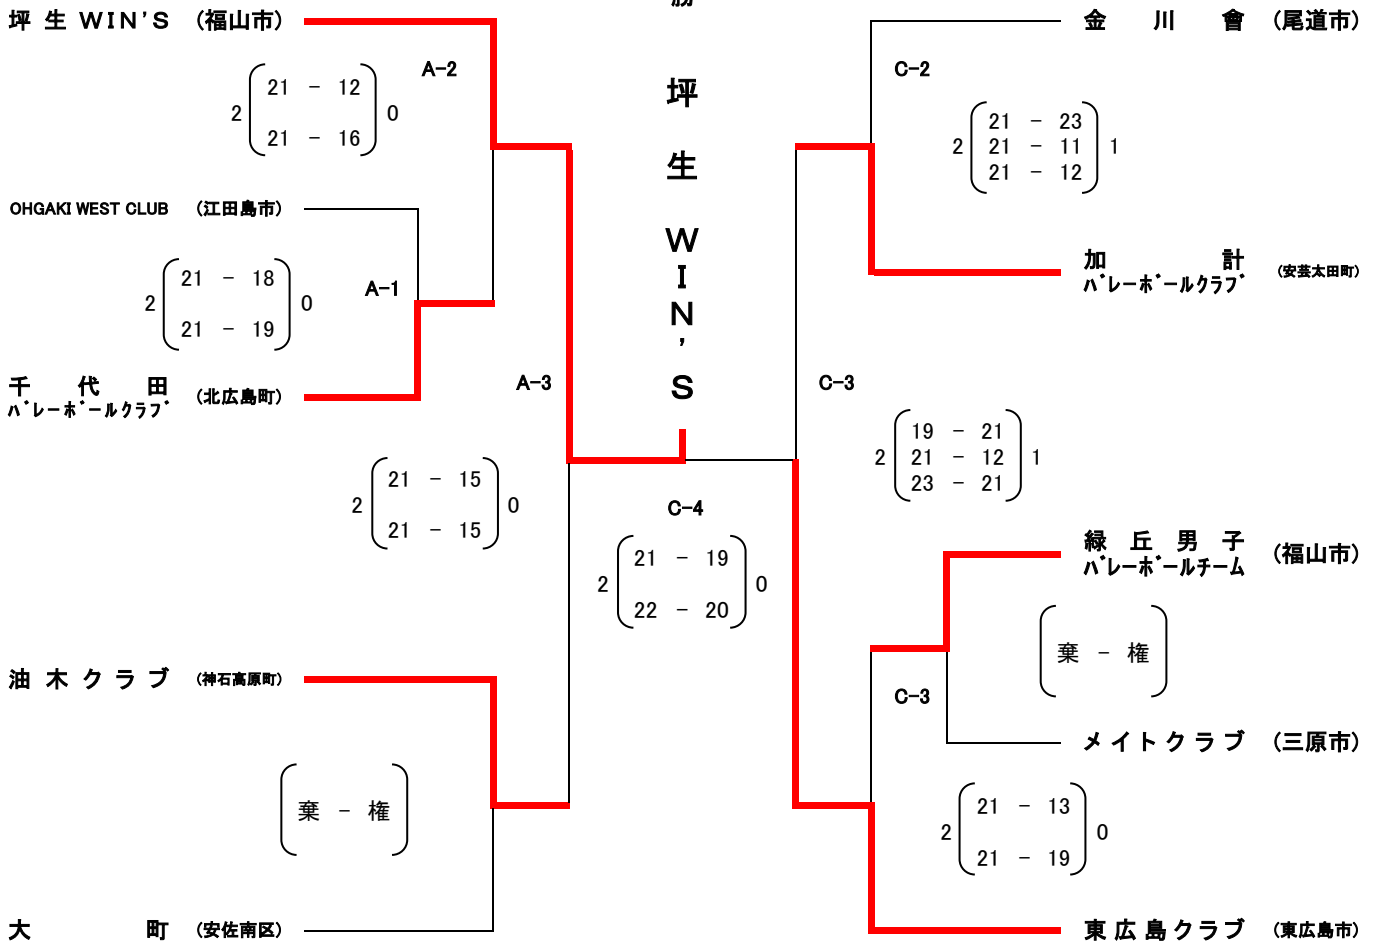 勝
坪 生 WIN'S (福山市)
A-2
2 21 - 12 0
21 - 16
OHGAKI WEST CLUB (江田島市)
2 21 - 18 0
21 - 19
A-1
千 代 田
バレーボールクラブ (北広島町)
A-3
2 21 - 15 0
21 - 15
油 木 ク ラ ブ (神石高原町)
棄 - 権
大 町 (安佐南区)
坪 生 WIN'S
C-4
2 21 - 19 0
22 - 20
金 川 會 (尾道市)
C-2
2 21 - 23 1
21 - 11
21 - 12
加 計
バレーボールクラブ (安芸太田町)
C-3
2 19 - 21 1
21 - 12
23 - 21
緑 丘 男 子
バレーボールチーム (福山市)
棄 - 権
C-3
メイトクラブ (三原市)
2 21 - 13 0
21 - 19
東広島クラブ (東広島市)